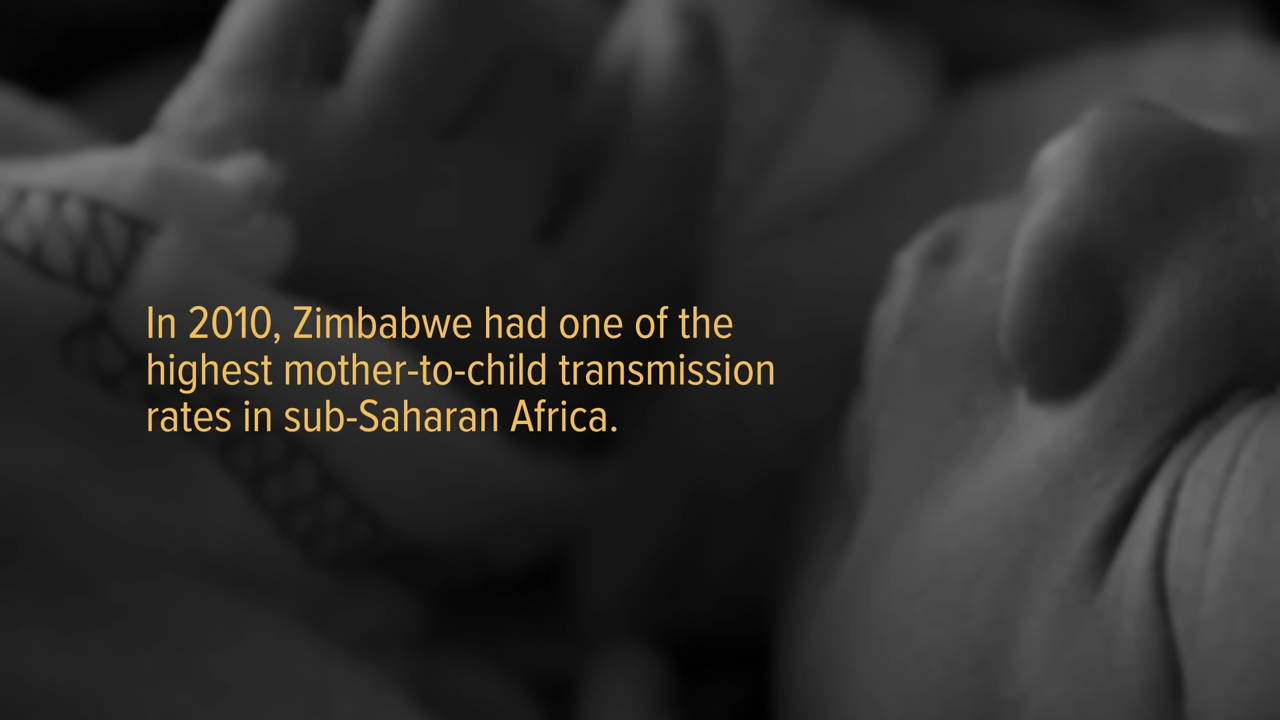 In 2010, Zimbabwe had one of the
highest mother-to-child transmission
rates in sub-Saharan Africa.